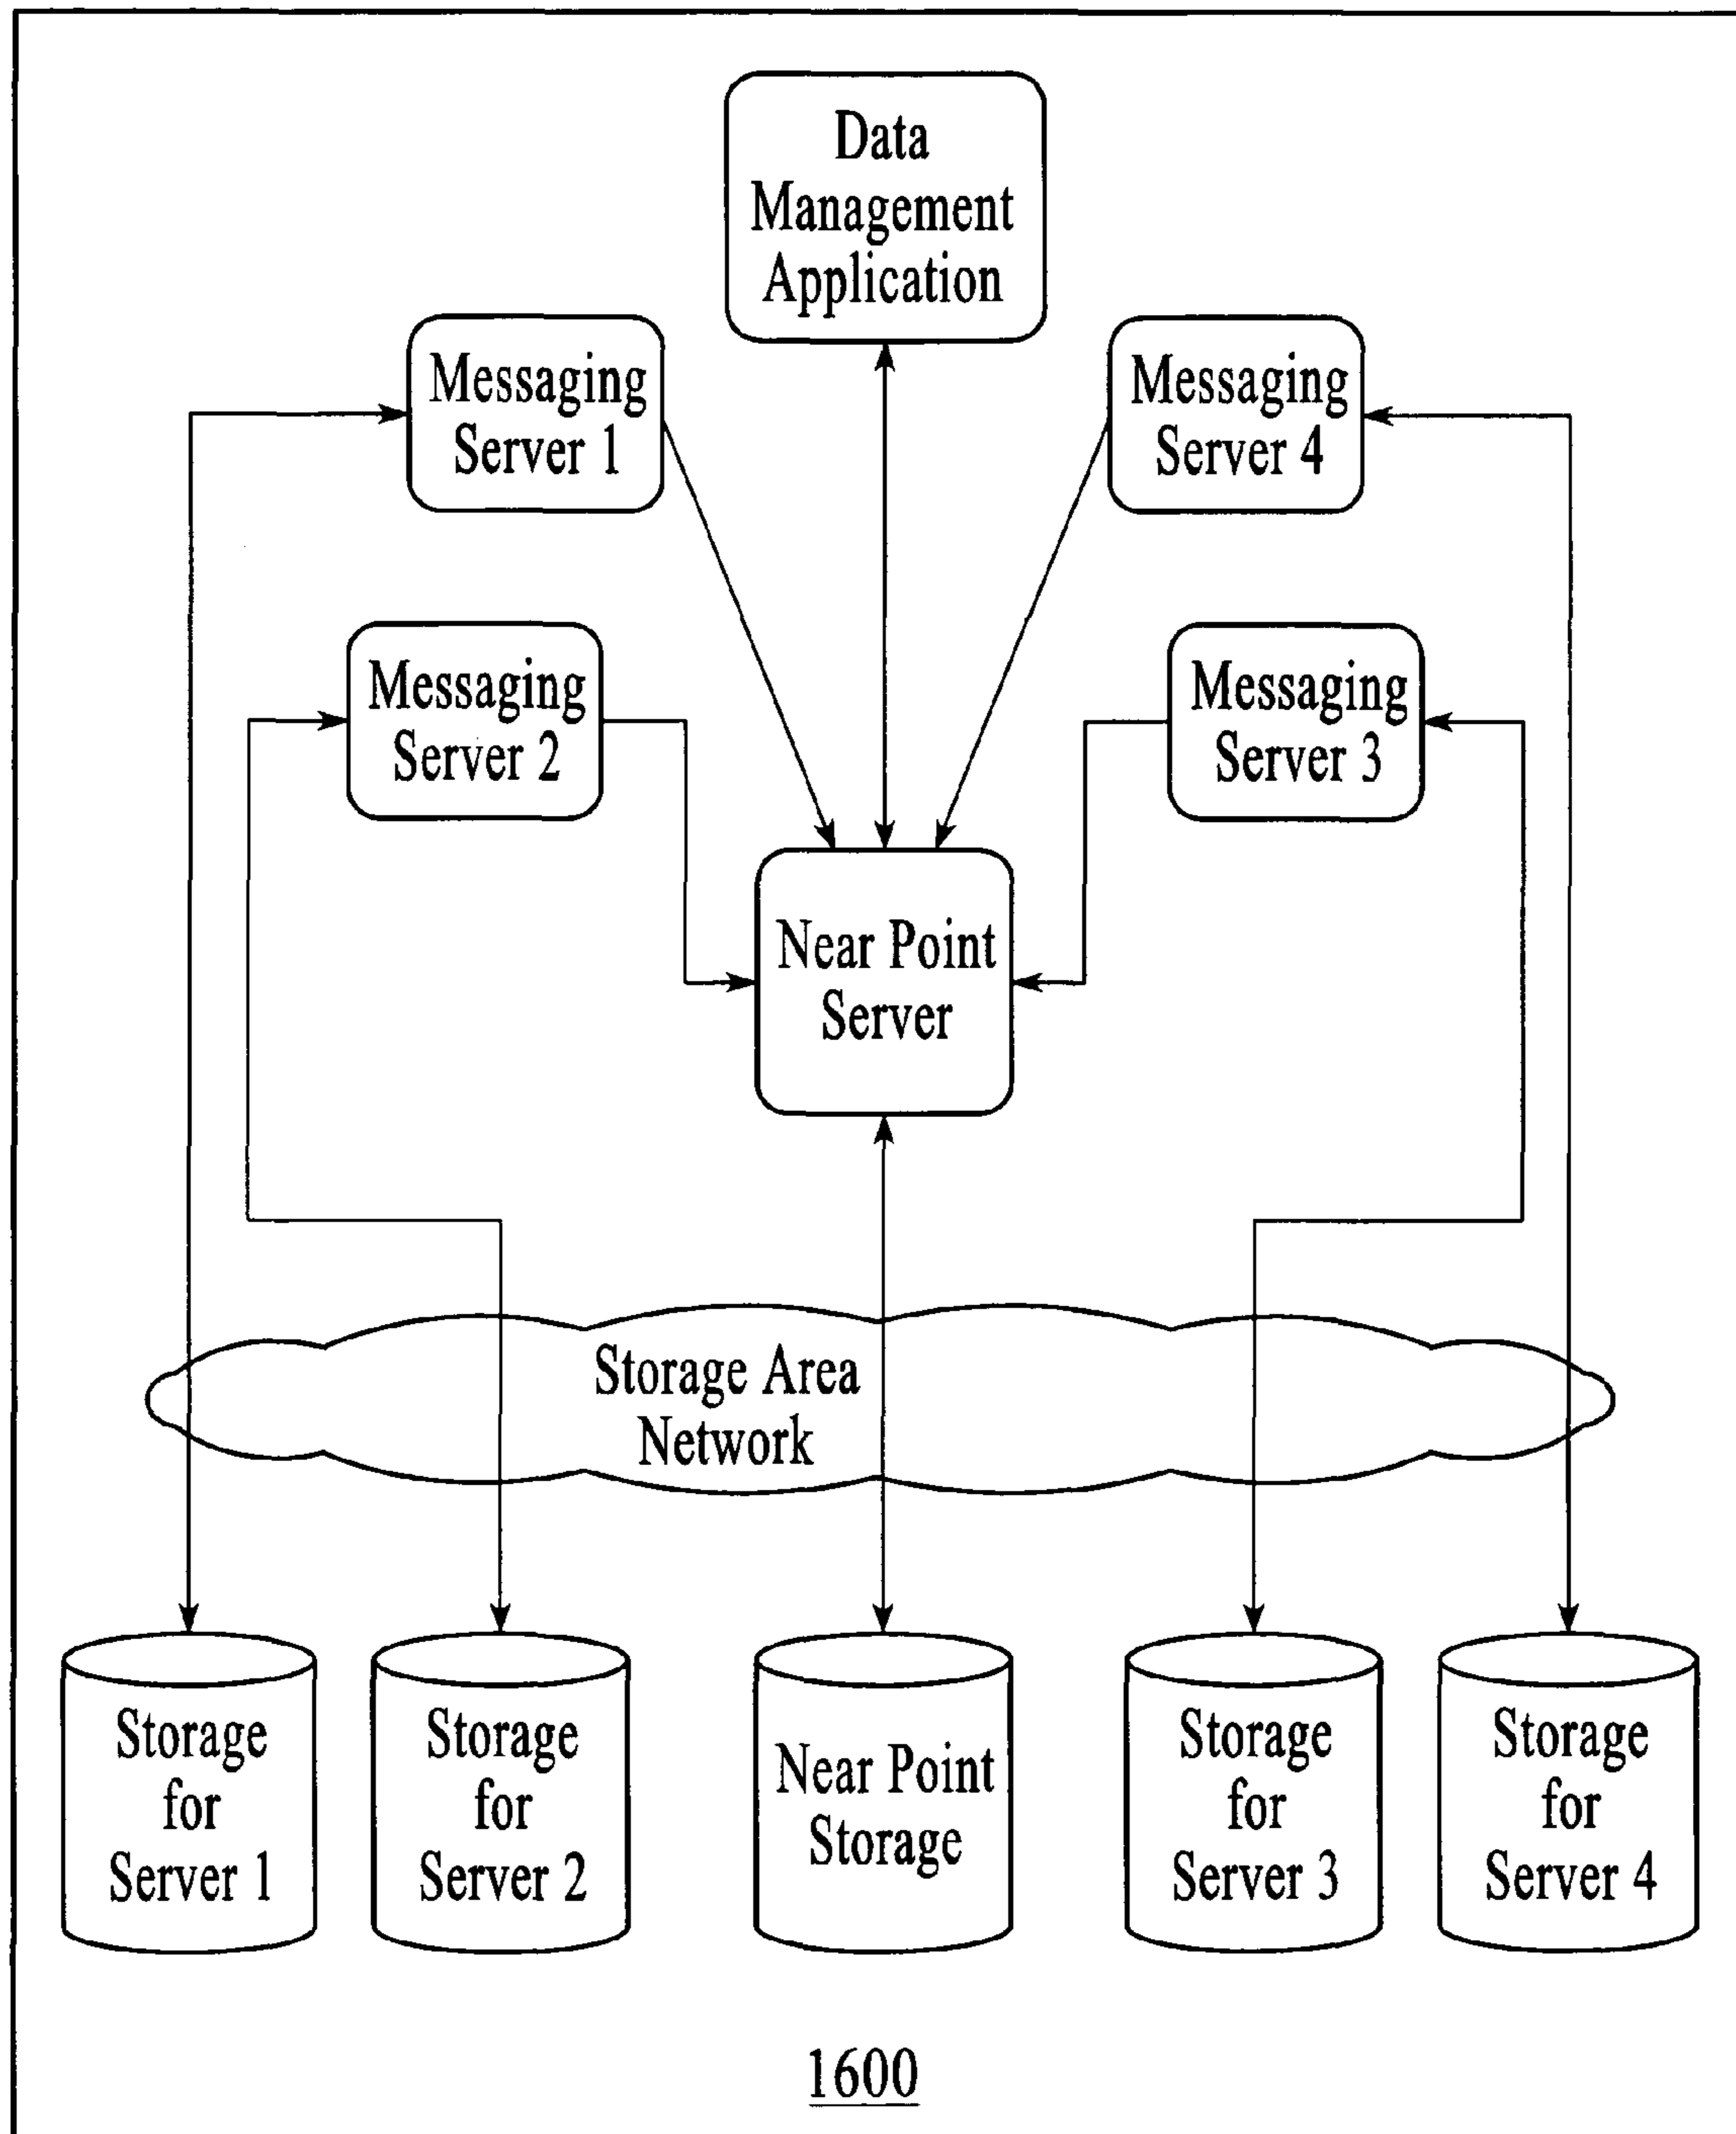 Data
Management
Application
Messaging
Server 1
Messaging
Server 4
Messaging
Server 2
Messaging
Server 3
Near Point
Server
Storage Area
Network
Storage
for
Server 1
Storage
for
Server 2
Near Point
Storage
Storage
for
Server 3
Storage
for
Server 4
1600